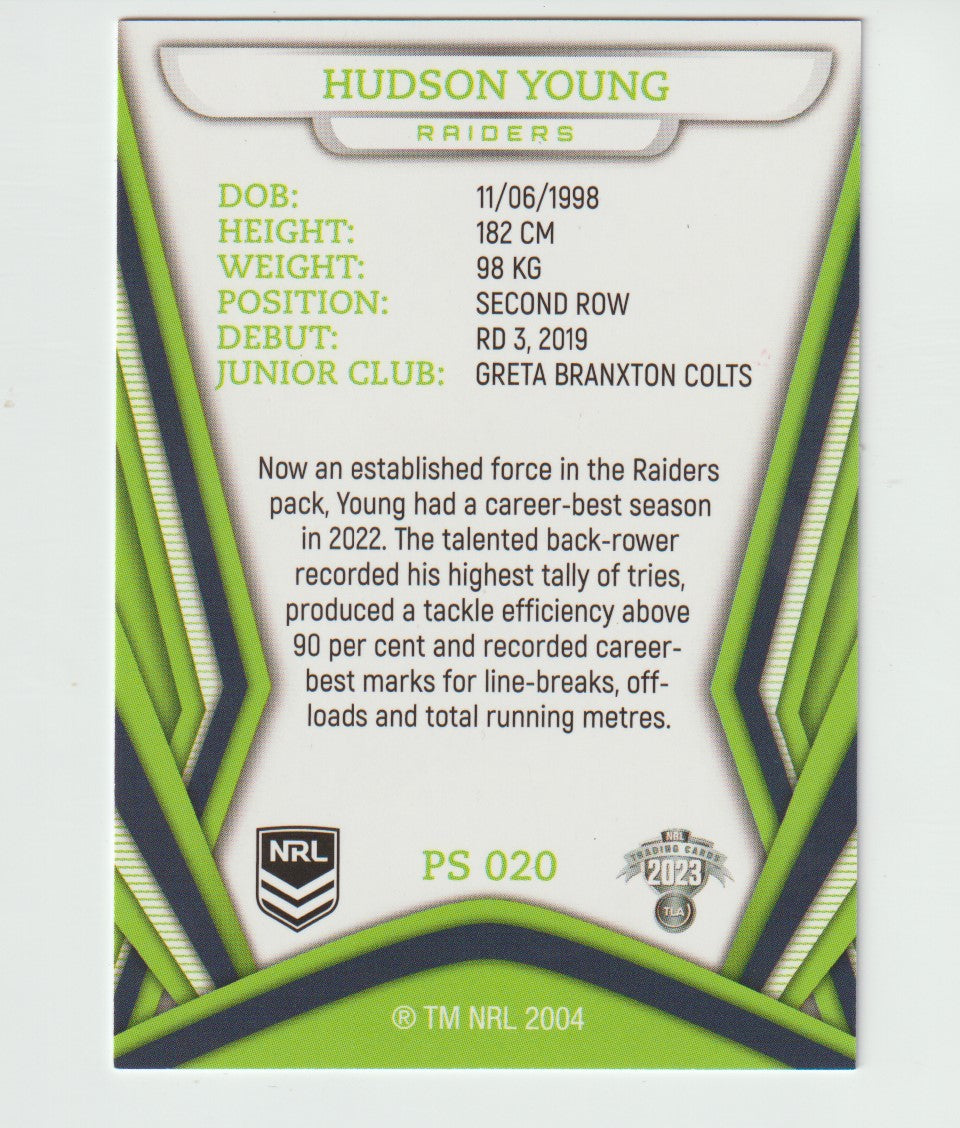 HUDSON YOUNG
RAIDERS
DOB: 11/06/1998
HEIGHT: 182 CM
WEIGHT: 98 KG
POSITION: SECOND ROW
DEBUT: RD 3, 2019
JUNIOR CLUB: GRETA BRANXTON COLTS
Now an established force in the Raiders
pack, Young had a career-best season
in 2022. The talented back-rower
recorded his highest tally of tries,
produced a tackle efficiency above
90 per cent and recorded career-
best marks for line-breaks, off-
loads and total running metres.
NRL
PS 020
NRL
TRADING CARDS
2023
TLA
® TM NRL 2004